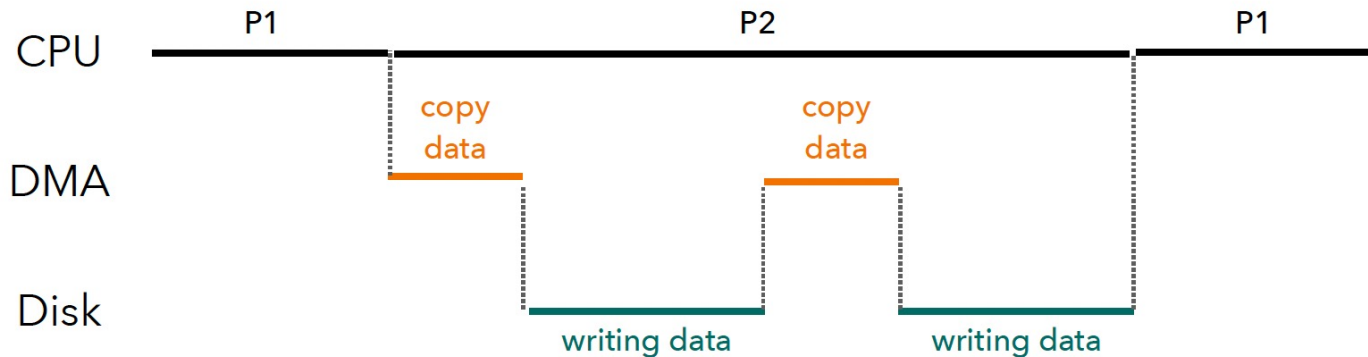 P1 P2 P1
CPU
copy copy
data data
DMA
Disk
writing data writing data